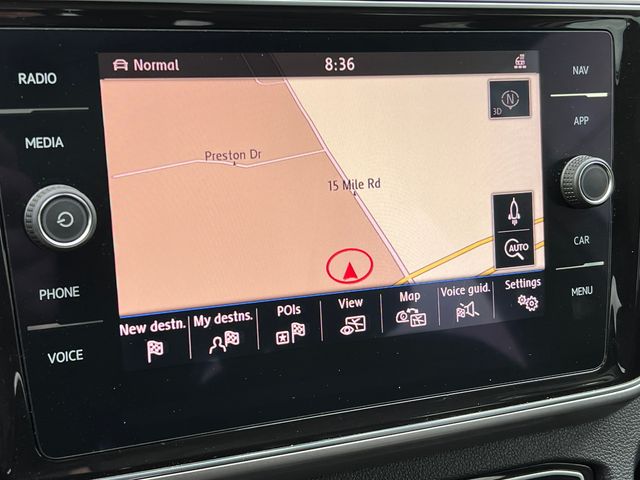 RADIO
MEDIA
PHONE
VOICE
Normal
8:36
N
3D
Preston Dr
15 Mile Rd
AUTO
New destn.
My destns.
POIs
View
Map
Voice guid.
Settings
NAV
APP
CAR
MENU